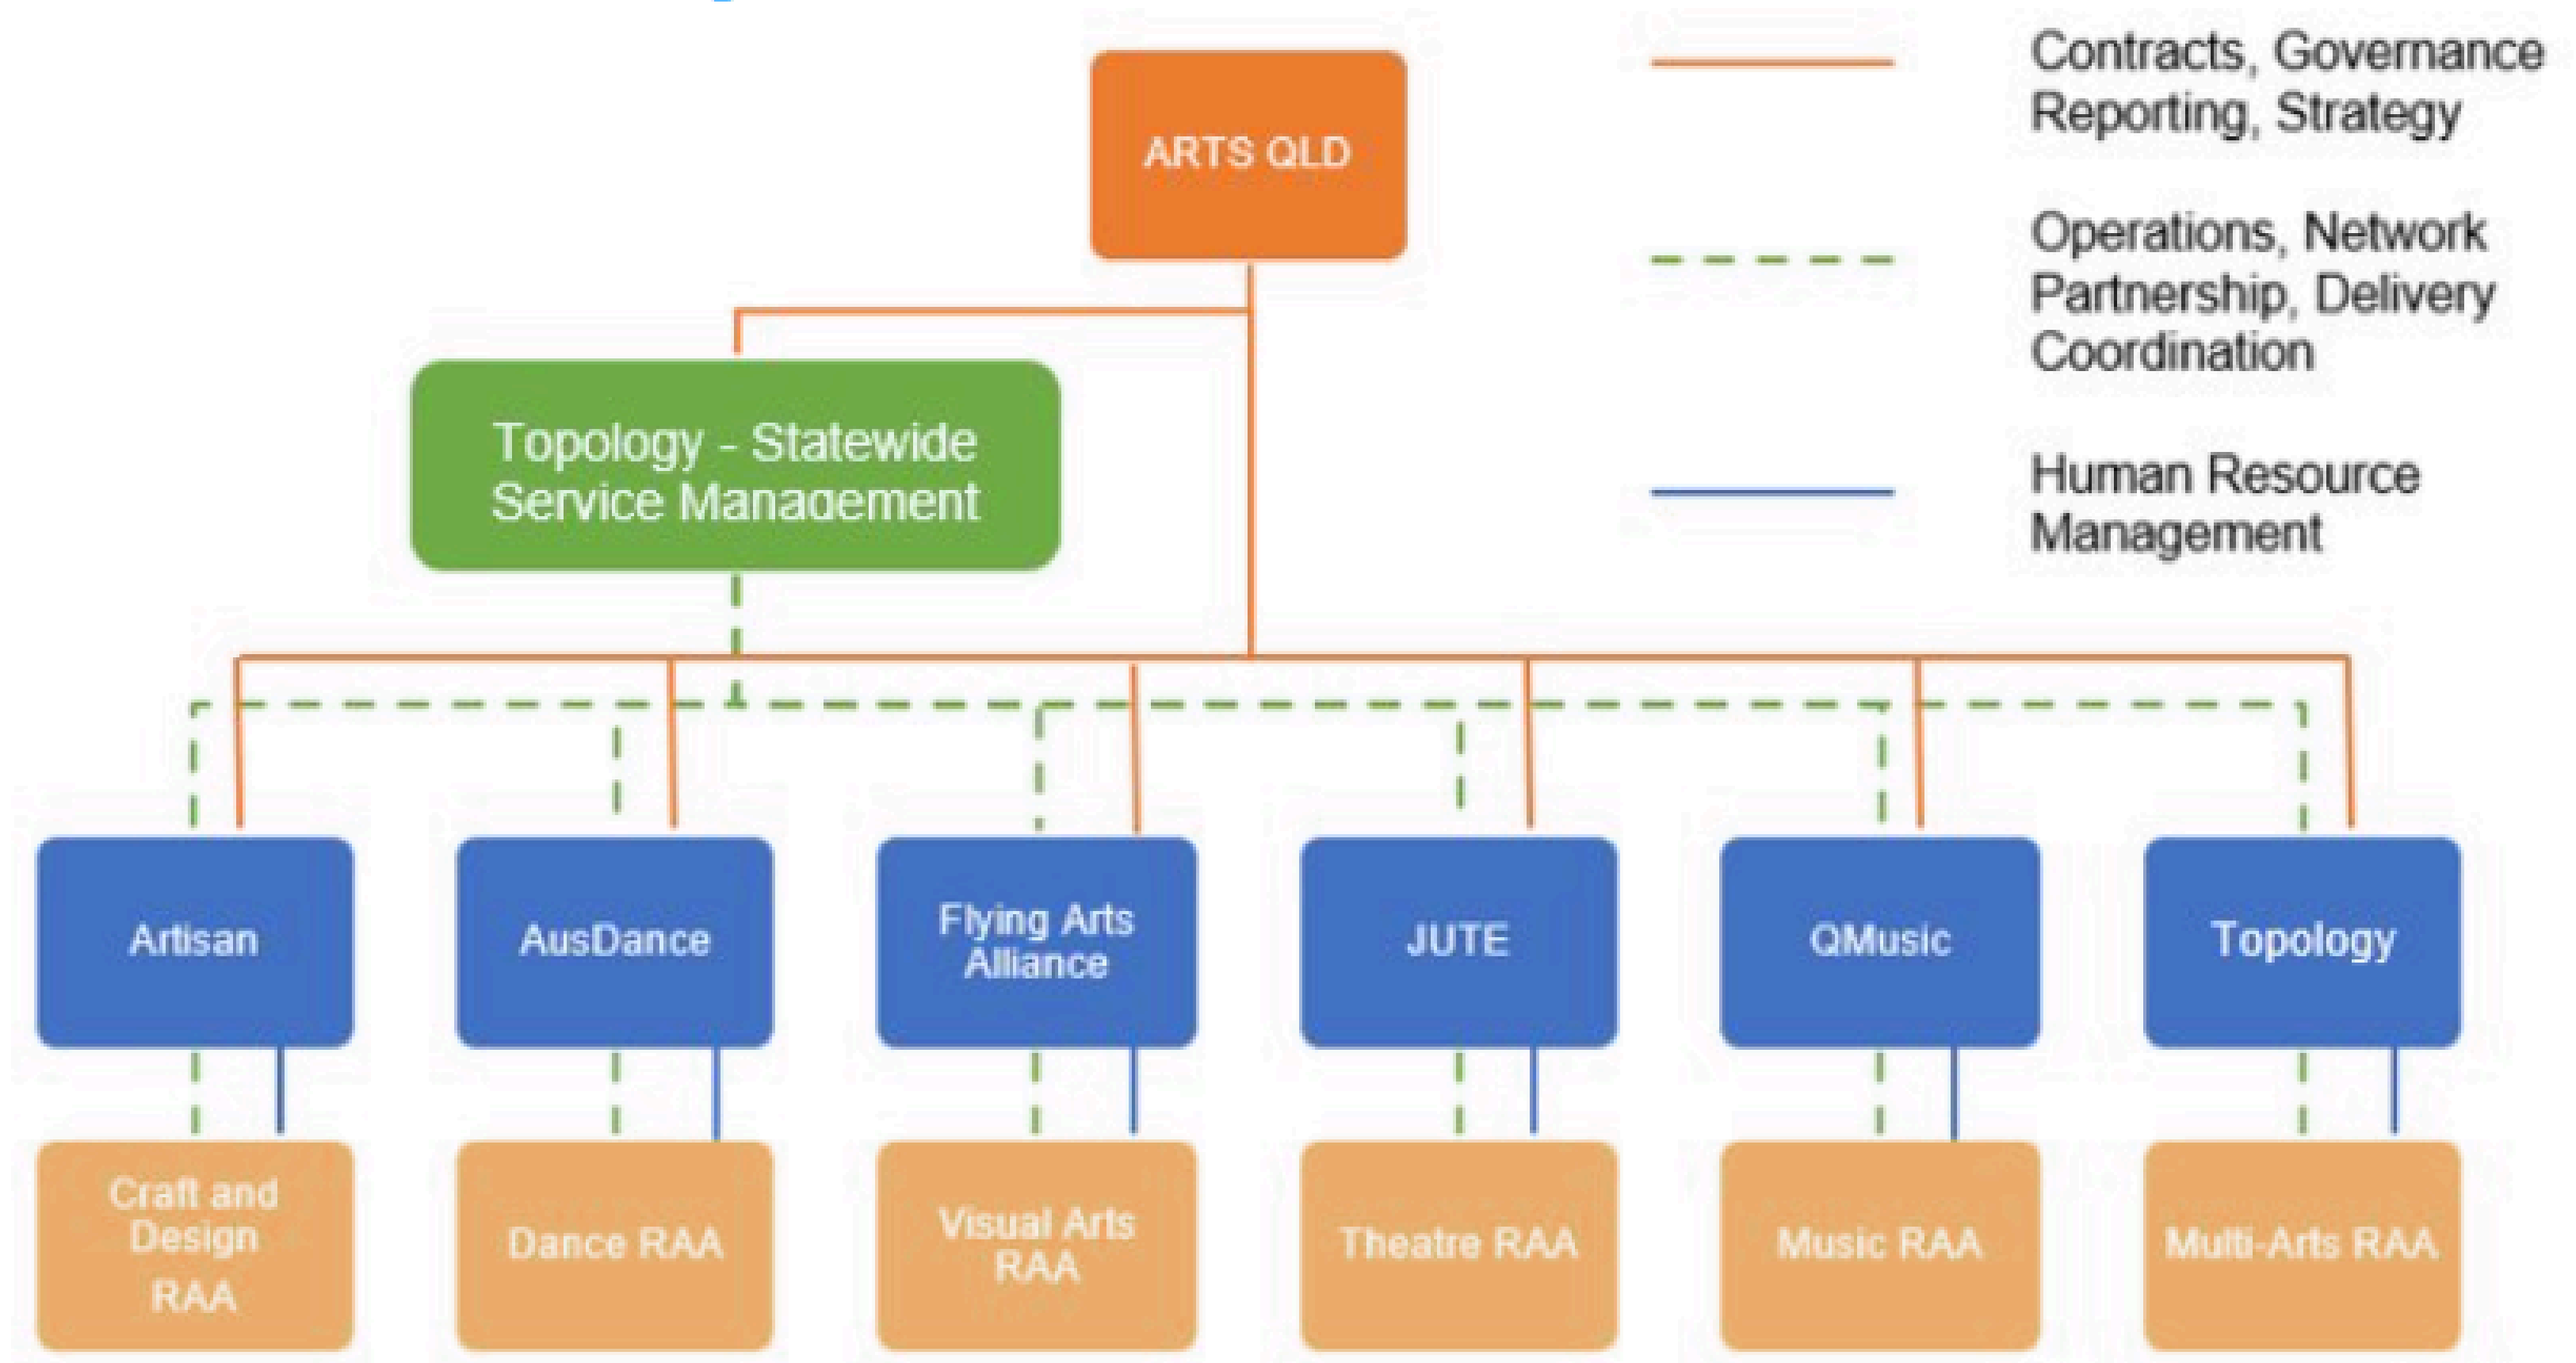 ARTS QLD
Contracts, Governance
Reporting, Strategy
Operations, Network
Partnership, Delivery
Coordination
Human Resource
Management
Topology - Statewide
Service Management
Artisan
AusDance
Flying Arts
Alliance
JUTE
QMusic
Topology
Craft and
Design
RAA
Dance RAA
Visual Arts
RAA
Theatre RAA
Music RAA
Multi-Arts RAA